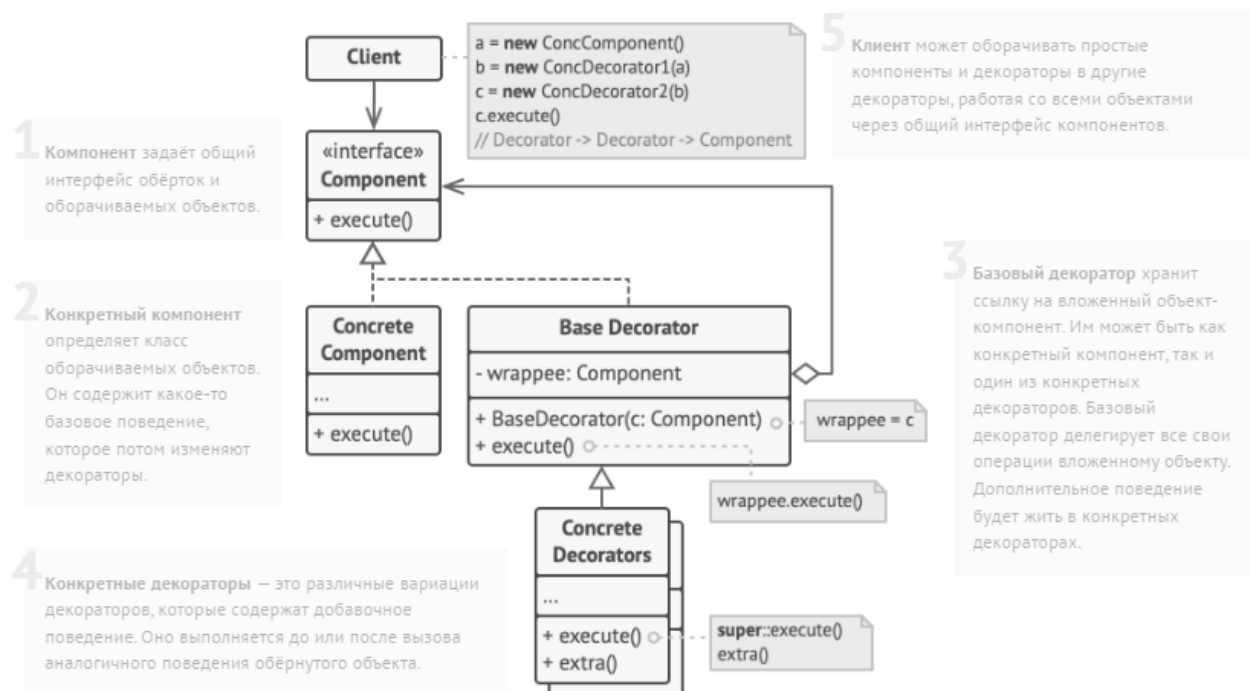 Client
a = new ConcComponent()
b = new ConcDecorator1(a)
c = new ConcDecorator2(b)
c.execute()
// Decorator -> Decorator -> Component
5
Клиент может оборачивать простые
компоненты и декораторы в другие
декораторы, работая со всеми объектами
через общий интерфейс компонентов.
1
Компонент задаёт общий
интерфейс обёрток и
оборачиваемых объектов.
«interface»
Component
+ execute()
2
Конкретный компонент
определяет класс
оборачиваемых объектов.
Он содержит какое-то
базовое поведение,
которое потом изменяют
декораторы.
Concrete
Component
...
+ execute()
Base Decorator
- wrappee: Component
+ BaseDecorator(c: Component)
+ execute()
wrappee = c
wrappee.execute()
3
Базовый декоратор хранит
ссылку на вложенный объект-
компонент. Им может быть как
конкретный компонент, так и
один из конкретных
декораторов. Базовый
декоратор делегирует все свои
операции вложенному объекту.
Дополнительное поведение
будет жить в конкретных
декораторах.
4
Конкретные декораторы — это различные вариации
декораторов, которые содержат добавочное
поведение. Оно выполняется до или после вызова
аналогичного поведения обёрнутого объекта.
Concrete
Decorators
...
+ execute()
+ extra()
super::execute()
extra()